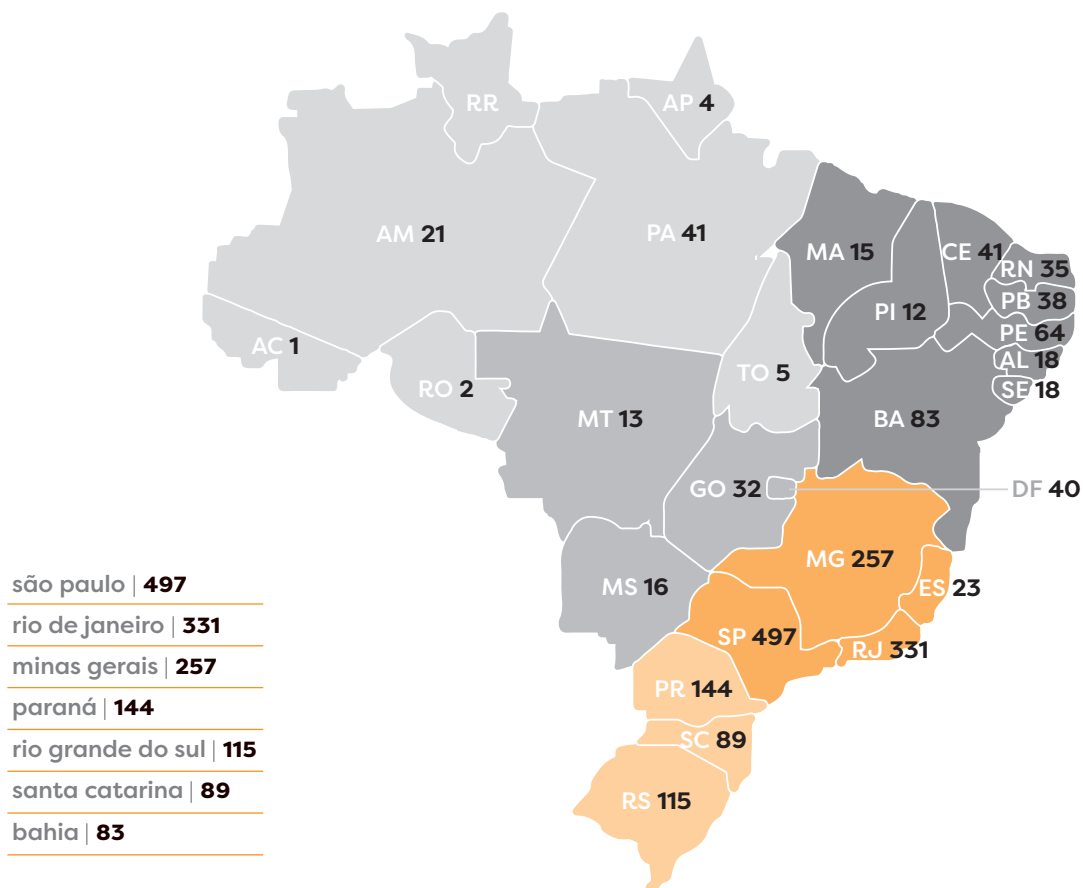 RR
AP 4
AM 21
PA 41
MA 15
CE 41
RN 35
PI 12
PB 38
PE 64
AC 1
AL 18
TO 5
RO 2
SE 18
MT 13
BA 83
GO 32
DF 40
MG 257
MS 16
ES 23
SP 497
RJ 331
PR 144
SC 89
RS 115
são paulo | 497
rio de janeiro | 331
minas gerais | 257
paraná | 144
rio grande do sul | 115
santa catarina | 89
bahia | 83